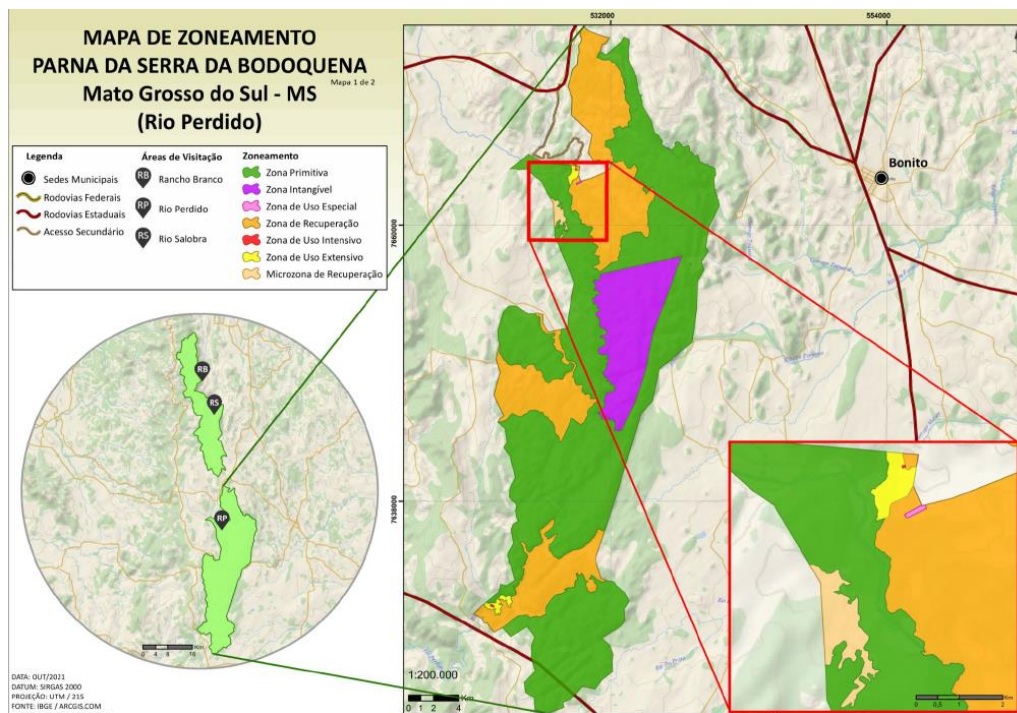 MAPA DE ZONEAMENTO
PARNA DA SERRA DA BODOQUENA
Mapa 1 de 2
Mato Grosso do Sul - MS
(Rio Perdido)
Legenda
Sedes Municipais
Rodovias Federais
Rodovias Estaduais
Acesso Secundário
Áreas de Visitação
RB Rancho Branco
RP Rio Perdido
RS Rio Salobra
Zoneamento
Zona Primitiva
Zona Intangível
Zona de Uso Especial
Zona de Recuperação
Zona de Uso Intensivo
Zona de Uso Extensivo
Microzona de Recuperação
RB
RS
RP
0 4 8 16 Km
DATA: OUT/2021
DATUM: SIRGAS 2000
PROJEÇÃO: UTM / 21S
FONTE: IBGE / ARCGIS.COM
532000
554000
7660000
7638000
Bonito
1:200.000
0 1 2 4 Km
0 0,5 1 2